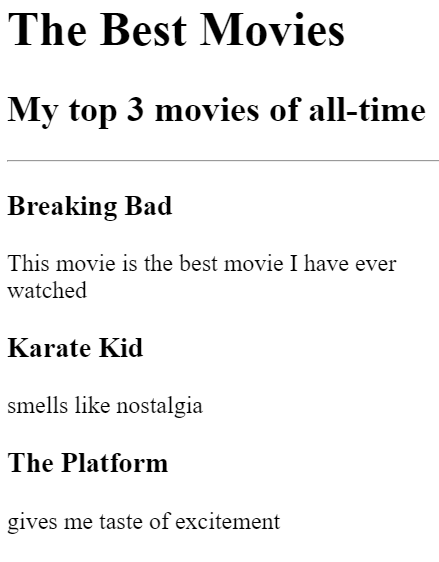 The Best Movies
My top 3 movies of all-time
Breaking Bad
This movie is the best movie I have ever
watched
Karate Kid
smells like nostalgia
The Platform
gives me taste of excitement